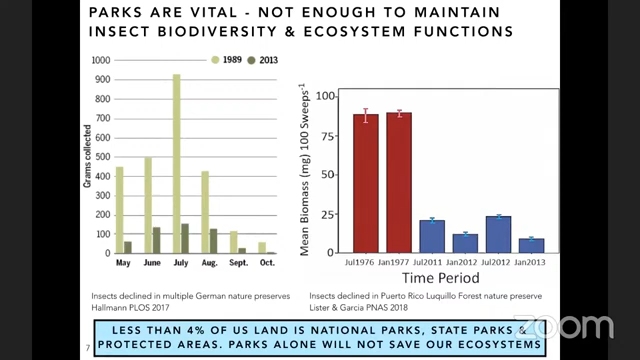 PARKS ARE VITAL - NOT ENOUGH TO MAINTAIN
INSECT BIODIVERSITY & ECOSYSTEM FUNCTIONS
1989 2013
Grams collected
1000
900
800
700
600
500
400
300
200
100
0
May June July Aug. Sept. Oct.
Insects declined in multiple German nature preserves
Hallmann PLOS 2017
Mean Biomass (mg) 100 Sweeps-1
100
75
50
25
0
Jul1976 Jan1977 Jul2011 Jan2012 Jul2012 Jan2013
Time Period
Insects declined in Puerto Rico Luquillo Forest nature preserve
Lister & Garcia PNAS 2018
LESS THAN 4% OF US LAND IS NATIONAL PARKS, STATE PARKS &
PROTECTED AREAS. PARKS ALONE WILL NOT SAVE OUR ECOSYSTEMS
7
zoom